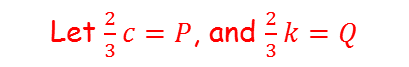 Let 2/3 c = P, and 2/3 k = Q